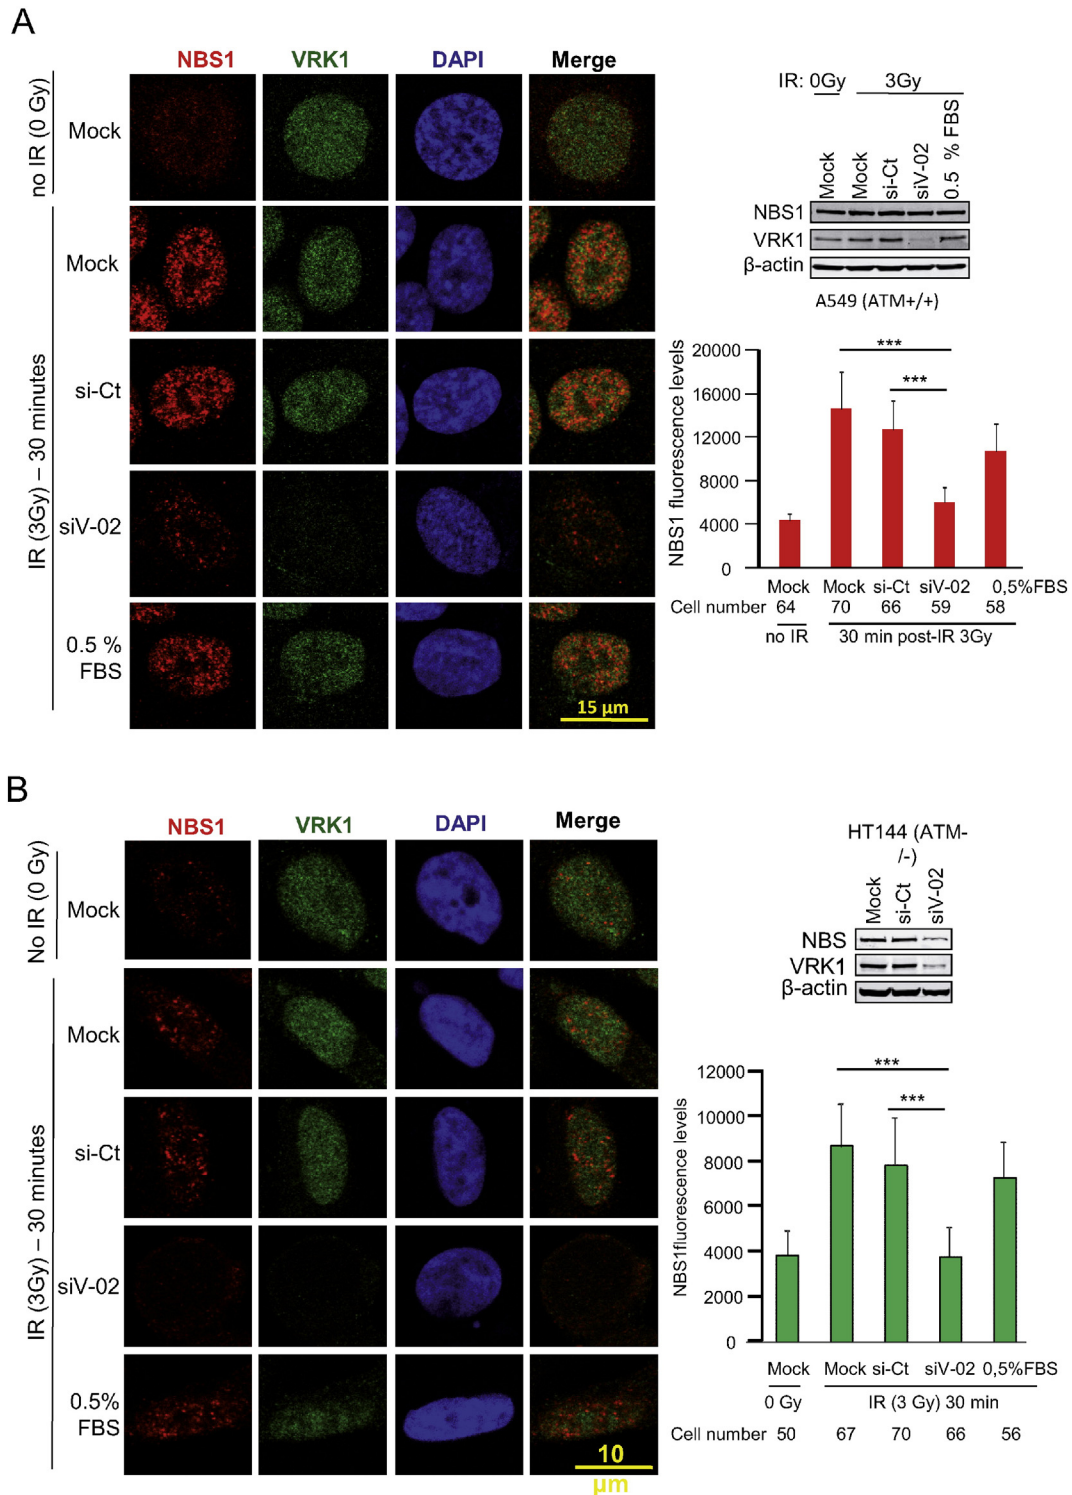 A
NBS1 VRK1 DAPI Merge
no IR (0 Gy)
Mock
IR (3Gy) – 30 minutes
Mock
si-Ct
siV-02
0.5 %
FBS
15 µm
IR: 0Gy 3Gy
Mock Mock si-Ct siV-02 0.5 % FBS
NBS1
VRK1
β-actin
A549 (ATM+/+)
NBS1 fluorescence levels
20000
16000
12000
8000
4000
0
***
***
Mock Mock si-Ct siV-02 0,5%FBS
Cell number 64 70 66 59 58
no IR 30 min post-IR 3Gy
B
NBS1 VRK1 DAPI Merge
No IR (0 Gy)
Mock
IR (3Gy) – 30 minutes
Mock
si-Ct
siV-02
0.5%
FBS
10
µm
HT144 (ATM-
/-)
Mock si-Ct siV-02
NBS
VRK1
β-actin
NBS1fluorescence levels
12000
10000
8000
6000
4000
2000
0
***
***
Mock Mock si-Ct siV-02 0,5%FBS
0 Gy IR (3 Gy) 30 min
Cell number 50 67 70 66 56